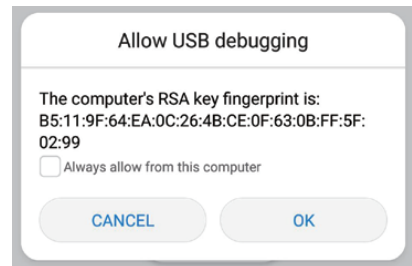 Allow USB debugging
The computer's RSA key fingerprint is:
B5:11:9F:64:EA:0C:26:4B:CE:0F:63:0B:FF:5F:
02:99
Always allow from this computer
CANCEL OK